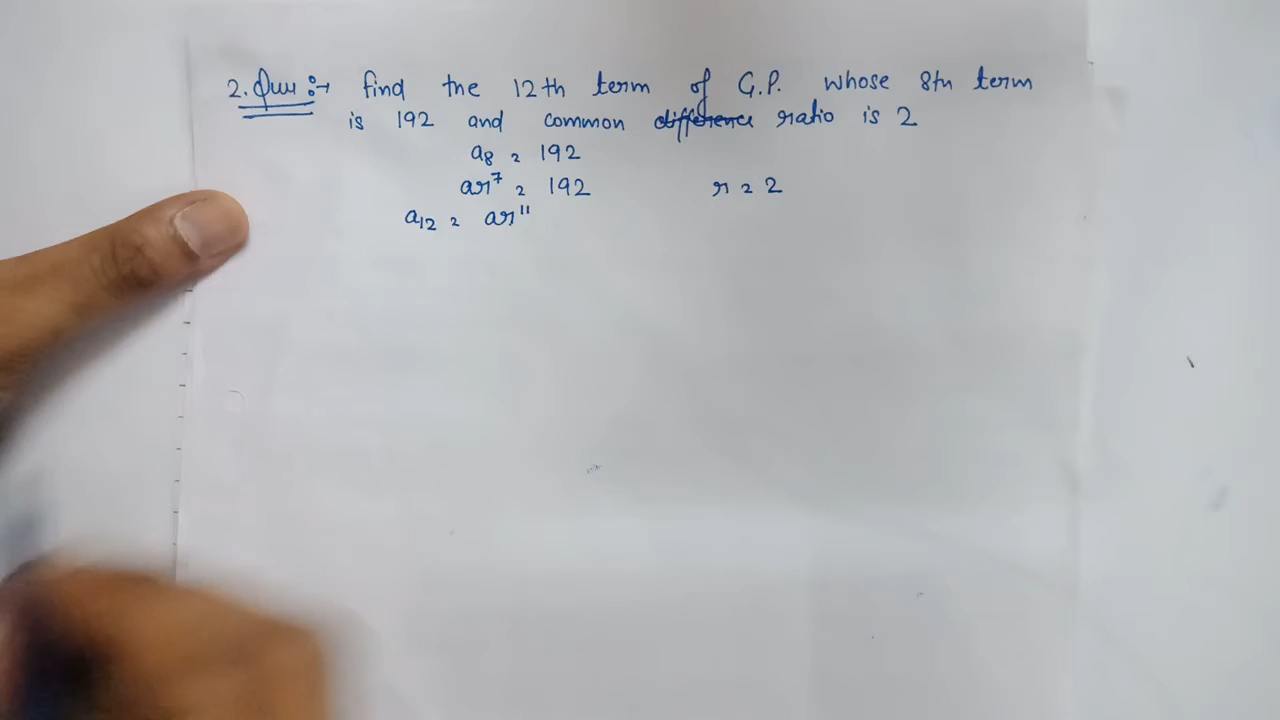 2. Que :→ find the 12th term of G.P. whose 8th term
is 192 and common difference ratio is 2
a₈ = 192
ar⁷ = 192 r = 2
a₁₂ = ar¹¹